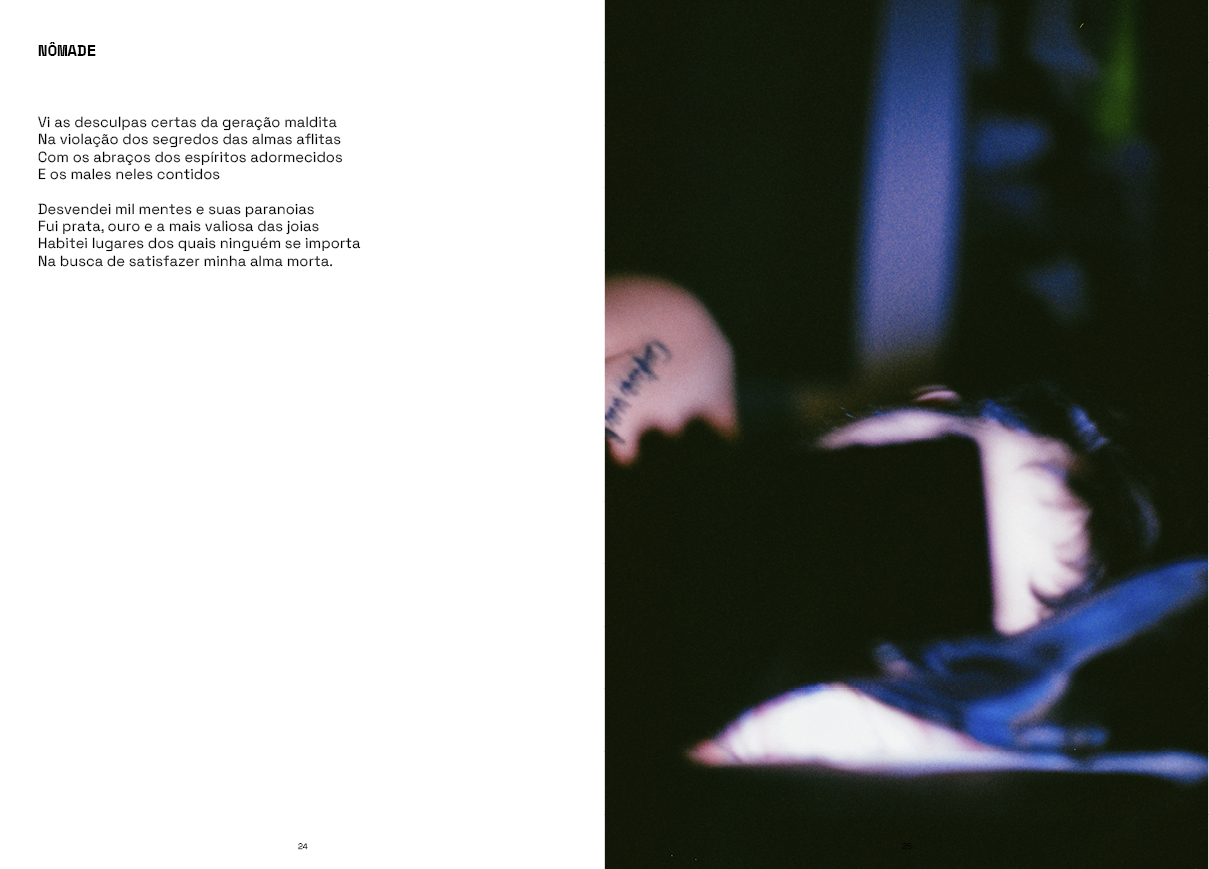 NÔMADE
Vi as desculpas certas da geração maldita
Na violação dos segredos das almas aflitas
Com os abraços dos espíritos adormecidos
E os males neles contidos
Desvendei mil mentes e suas paranoias
Fui prata, ouro e a mais valiosa das joias
Habitei lugares dos quais ninguém se importa
Na busca de satisfazer minha alma morta.
24
25